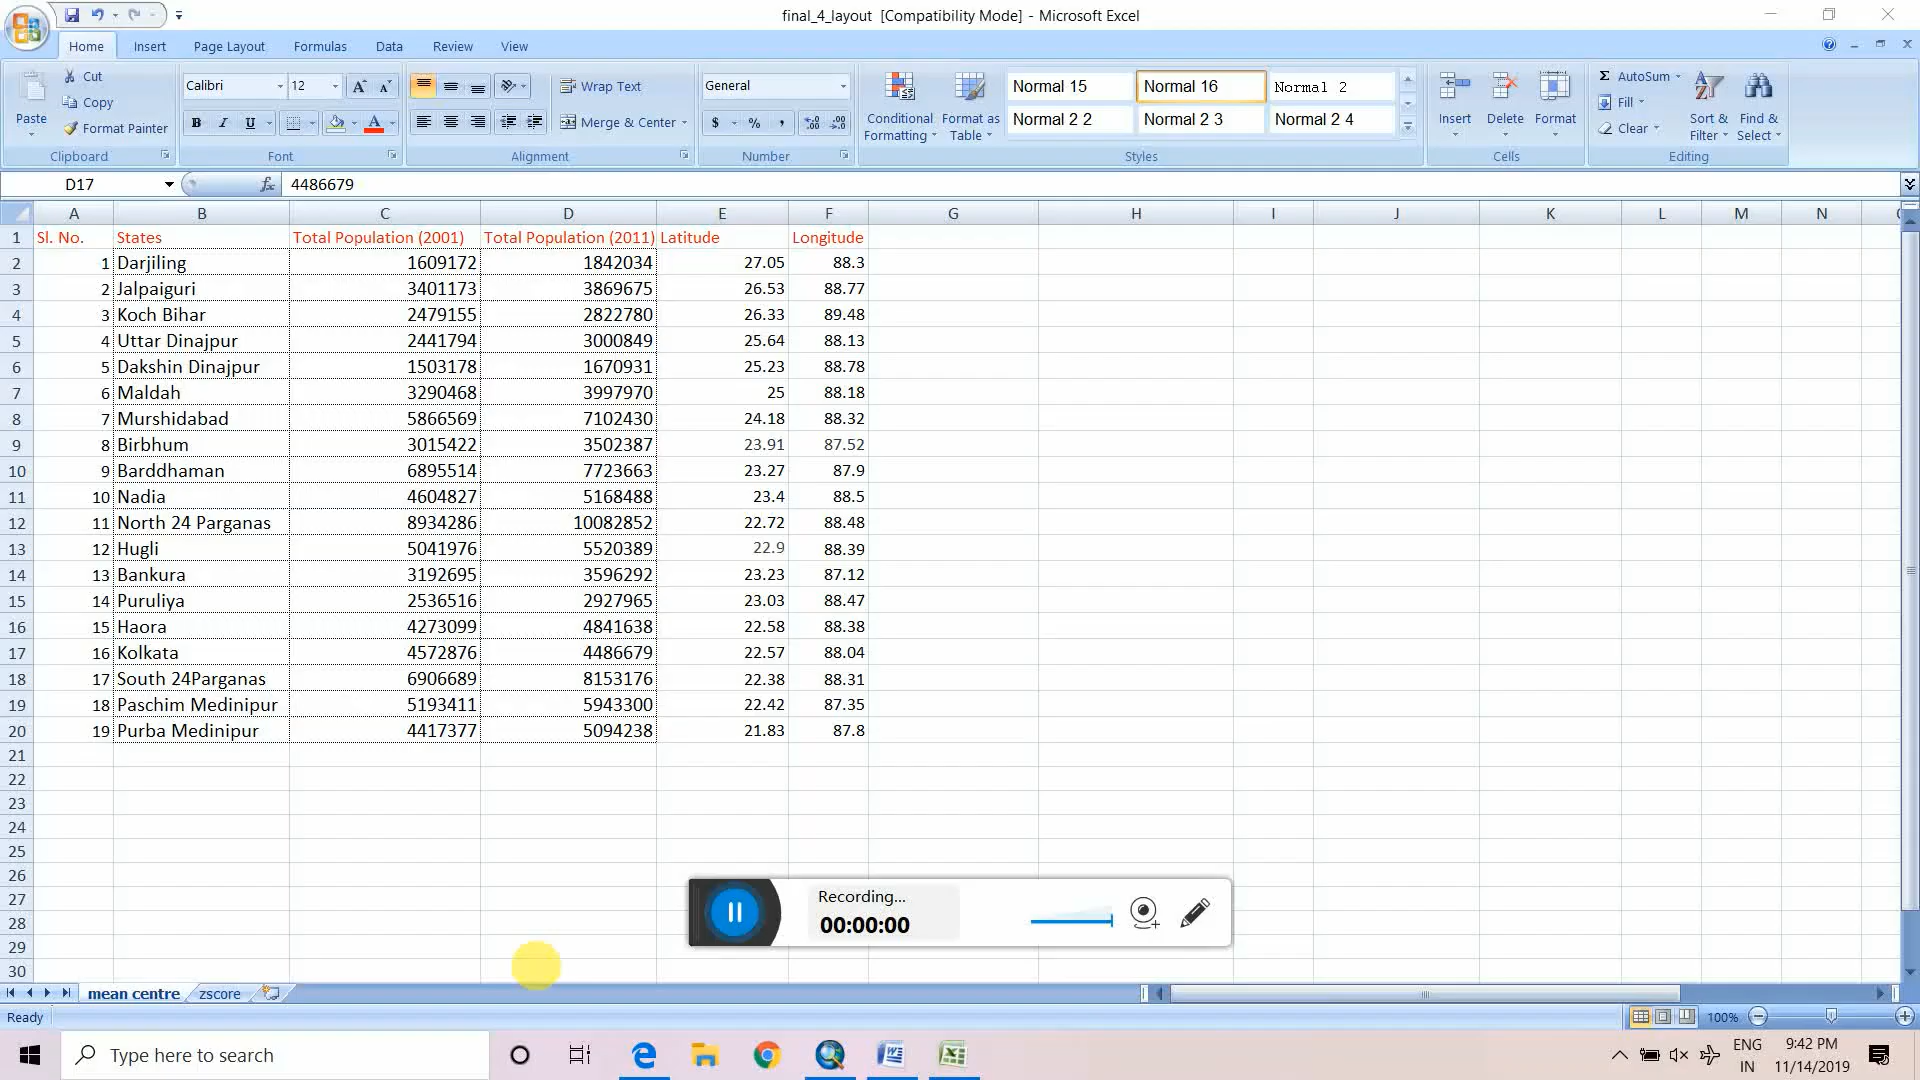 final_4_layout [Compatibility Mode] - Microsoft Excel
Home Insert Page Layout Formulas Data Review View
Paste
Cut
Copy
Format Painter
Clipboard
Calibri 12
B I U A
Font
Wrap Text
Merge & Center
Alignment
General
$ % ,
Number
Conditional Formatting
Format as Table
Normal 15 Normal 16 Normal 2
Normal 2 2 Normal 2 3 Normal 2 4
Styles
Insert Delete Format
Cells
Σ AutoSum
Fill
Clear
Sort & Filter
Find & Select
Editing
D17 fx 4486679
A B C D E F G H I J K L M N
1 Sl. No. States Total Population (2001) Total Population (2011) Latitude Longitude
2 1 Darjiling 1609172 1842034 27.05 88.3
3 2 Jalpaiguri 3401173 3869675 26.53 88.77
4 3 Koch Bihar 2479155 2822780 26.33 89.48
5 4 Uttar Dinajpur 2441794 3000849 25.64 88.13
6 5 Dakshin Dinajpur 1503178 1670931 25.23 88.78
7 6 Maldah 3290468 3997970 25 88.18
8 7 Murshidabad 5866569 7102430 24.18 88.32
9 8 Birbhum 3015422 3502387 23.91 87.52
10 9 Barddhaman 6895514 7723663 23.27 87.9
11 10 Nadia 4604827 5168488 23.4 88.5
12 11 North 24 Parganas 8934286 10082852 22.72 88.48
13 12 Hugli 5041976 5520389 22.9 88.39
14 13 Bankura 3192695 3596292 23.23 87.12
15 14 Puruliya 2536516 2927965 23.03 88.47
16 15 Haora 4273099 4841638 22.58 88.38
17 16 Kolkata 4572876 4486679 22.57 88.04
18 17 South 24Parganas 6906689 8153176 22.38 88.31
19 18 Paschim Medinipur 5193411 5943300 22.42 87.35
20 19 Purba Medinipur 4417377 5094238 21.83 87.8
21
22
23
24
25
26
27
28
29
30
Recording...
00:00:00
mean centre zscore
Ready 100%
Type here to search
ENG
IN
9:42 PM
11/14/2019